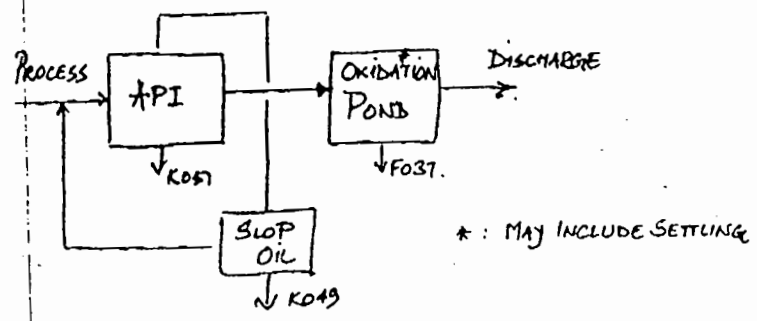 PROCESS
API
K051
OXIDATION*
POND
DISCHARGE
F037.
SLOP
OIL
K049
* : MAY INCLUDE SETTLING